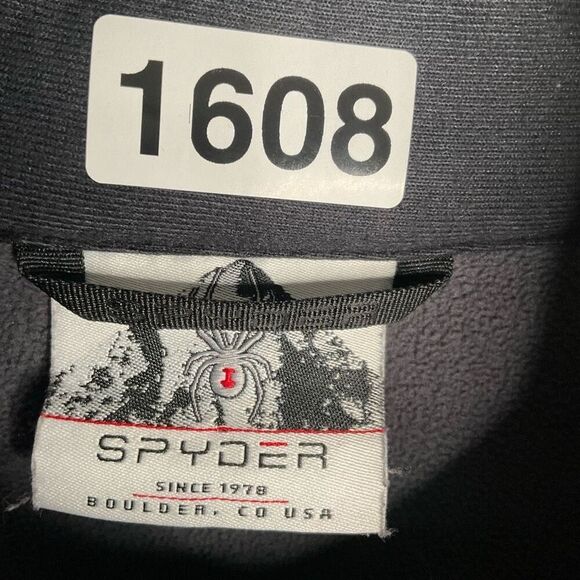 1608
SPYDER
SINCE 1978
BOULDER, CO USA